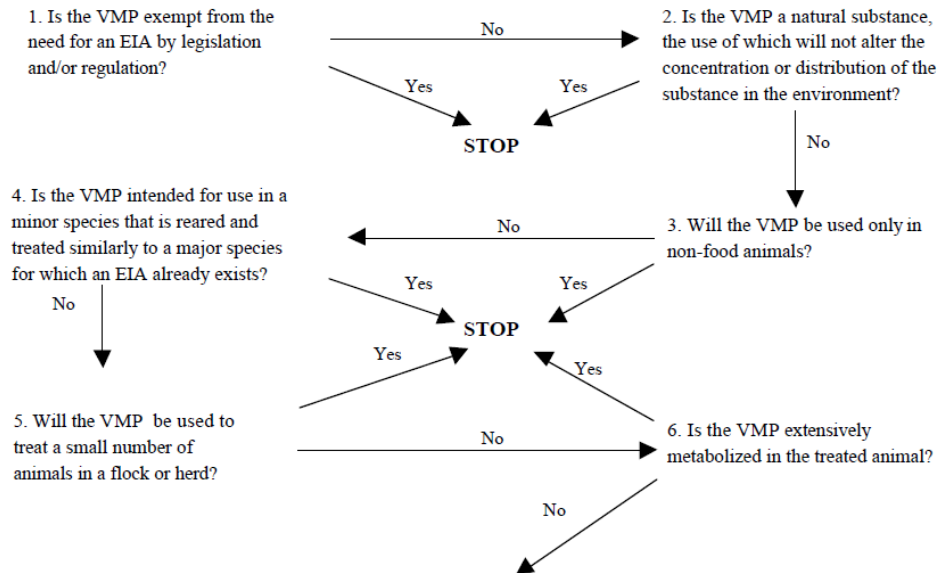 1. Is the VMP exempt from the
need for an EIA by legislation
and/or regulation?
No
2. Is the VMP a natural substance,
the use of which will not alter the
concentration or distribution of the
substance in the environment?
Yes
Yes
STOP
No
4. Is the VMP intended for use in a
minor species that is reared and
treated similarly to a major species
for which an EIA already exists?
No
3. Will the VMP be used only in
non-food animals?
Yes
Yes
No
STOP
Yes
Yes
5. Will the VMP be used to
treat a small number of
animals in a flock or herd?
No
6. Is the VMP extensively
metabolized in the treated animal?
No